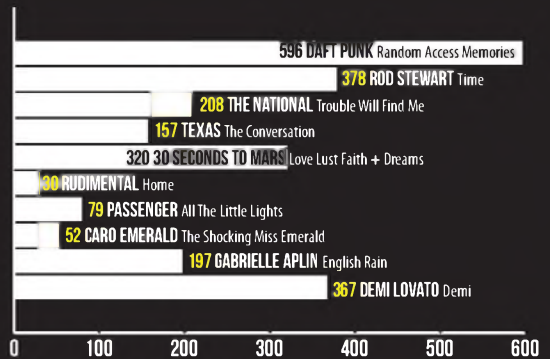 596 DAFT PUNK Random Access Memories
378 ROD STEWART Time
208 THE NATIONAL Trouble Will Find Me
157 TEXAS The Conversation
320 30 SECONDS TO MARS Love Lust Faith + Dreams
30 RUDIMENTAL Home
79 PASSENGER All The Little Lights
52 CARO EMERALD The Shocking Miss Emerald
197 GABRIELLE APLIN English Rain
367 DEMI LOVATO Demi
0 100 200 300 400 500 600